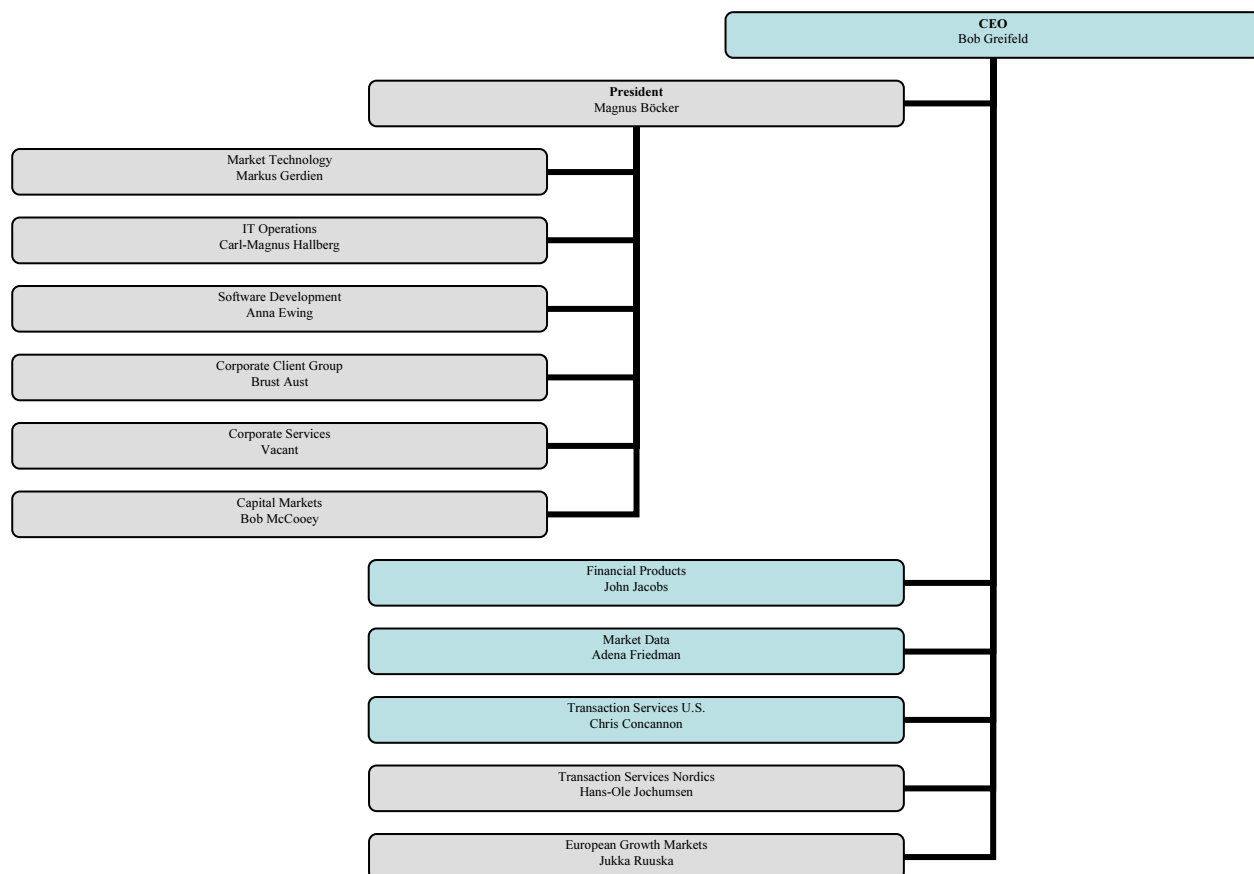 CEO
Bob Greifeld
President
Magnus Böcker
Market Technology
Markus Gerdien
IT Operations
Carl-Magnus Hallberg
Software Development
Anna Ewing
Corporate Client Group
Brust Aust
Corporate Services
Vacant
Capital Markets
Bob McCooey
Financial Products
John Jacobs
Market Data
Adena Friedman
Transaction Services U.S.
Chris Concannon
Transaction Services Nordics
Hans-Ole Jochumsen
European Growth Markets
Jukka Ruuska